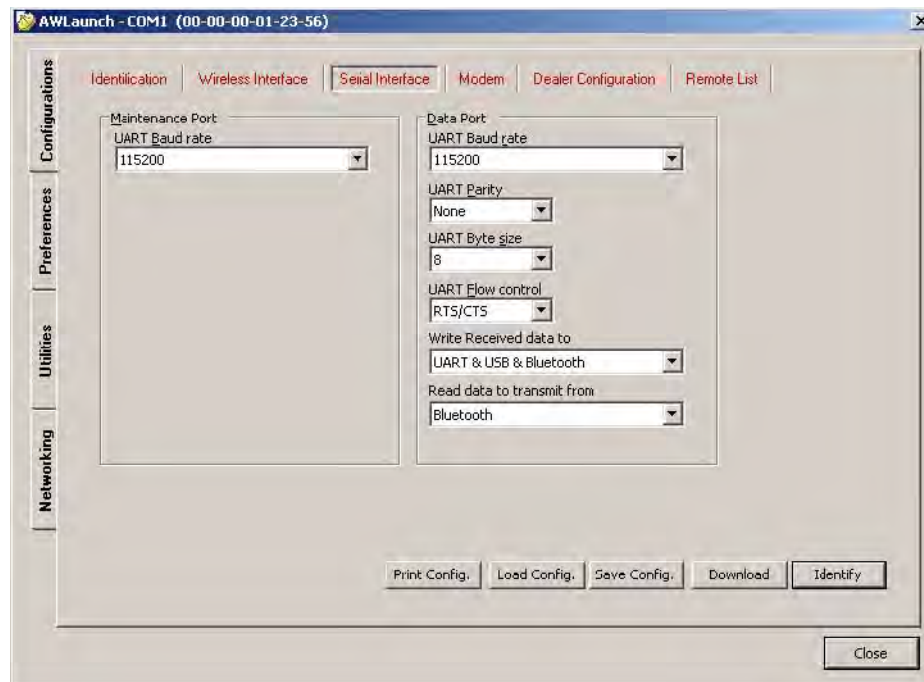 AWLaunch - COM1 (00-00-00-01-23-56)
Configurations
Preferences
Utilities
Networking
Identification
Wireless Interface
Serial Interface
Modem
Dealer Configuration
Remote List
Maintenance Port
UART Baud rate
115200
Data Port
UART Baud rate
115200
UART Parity
None
UART Byte size
8
UART Flow control
RTS/CTS
Write Received data to
UART & USB & Bluetooth
Read data to transmit from
Bluetooth
Print Config.
Load Config.
Save Config.
Download
Identify
Close